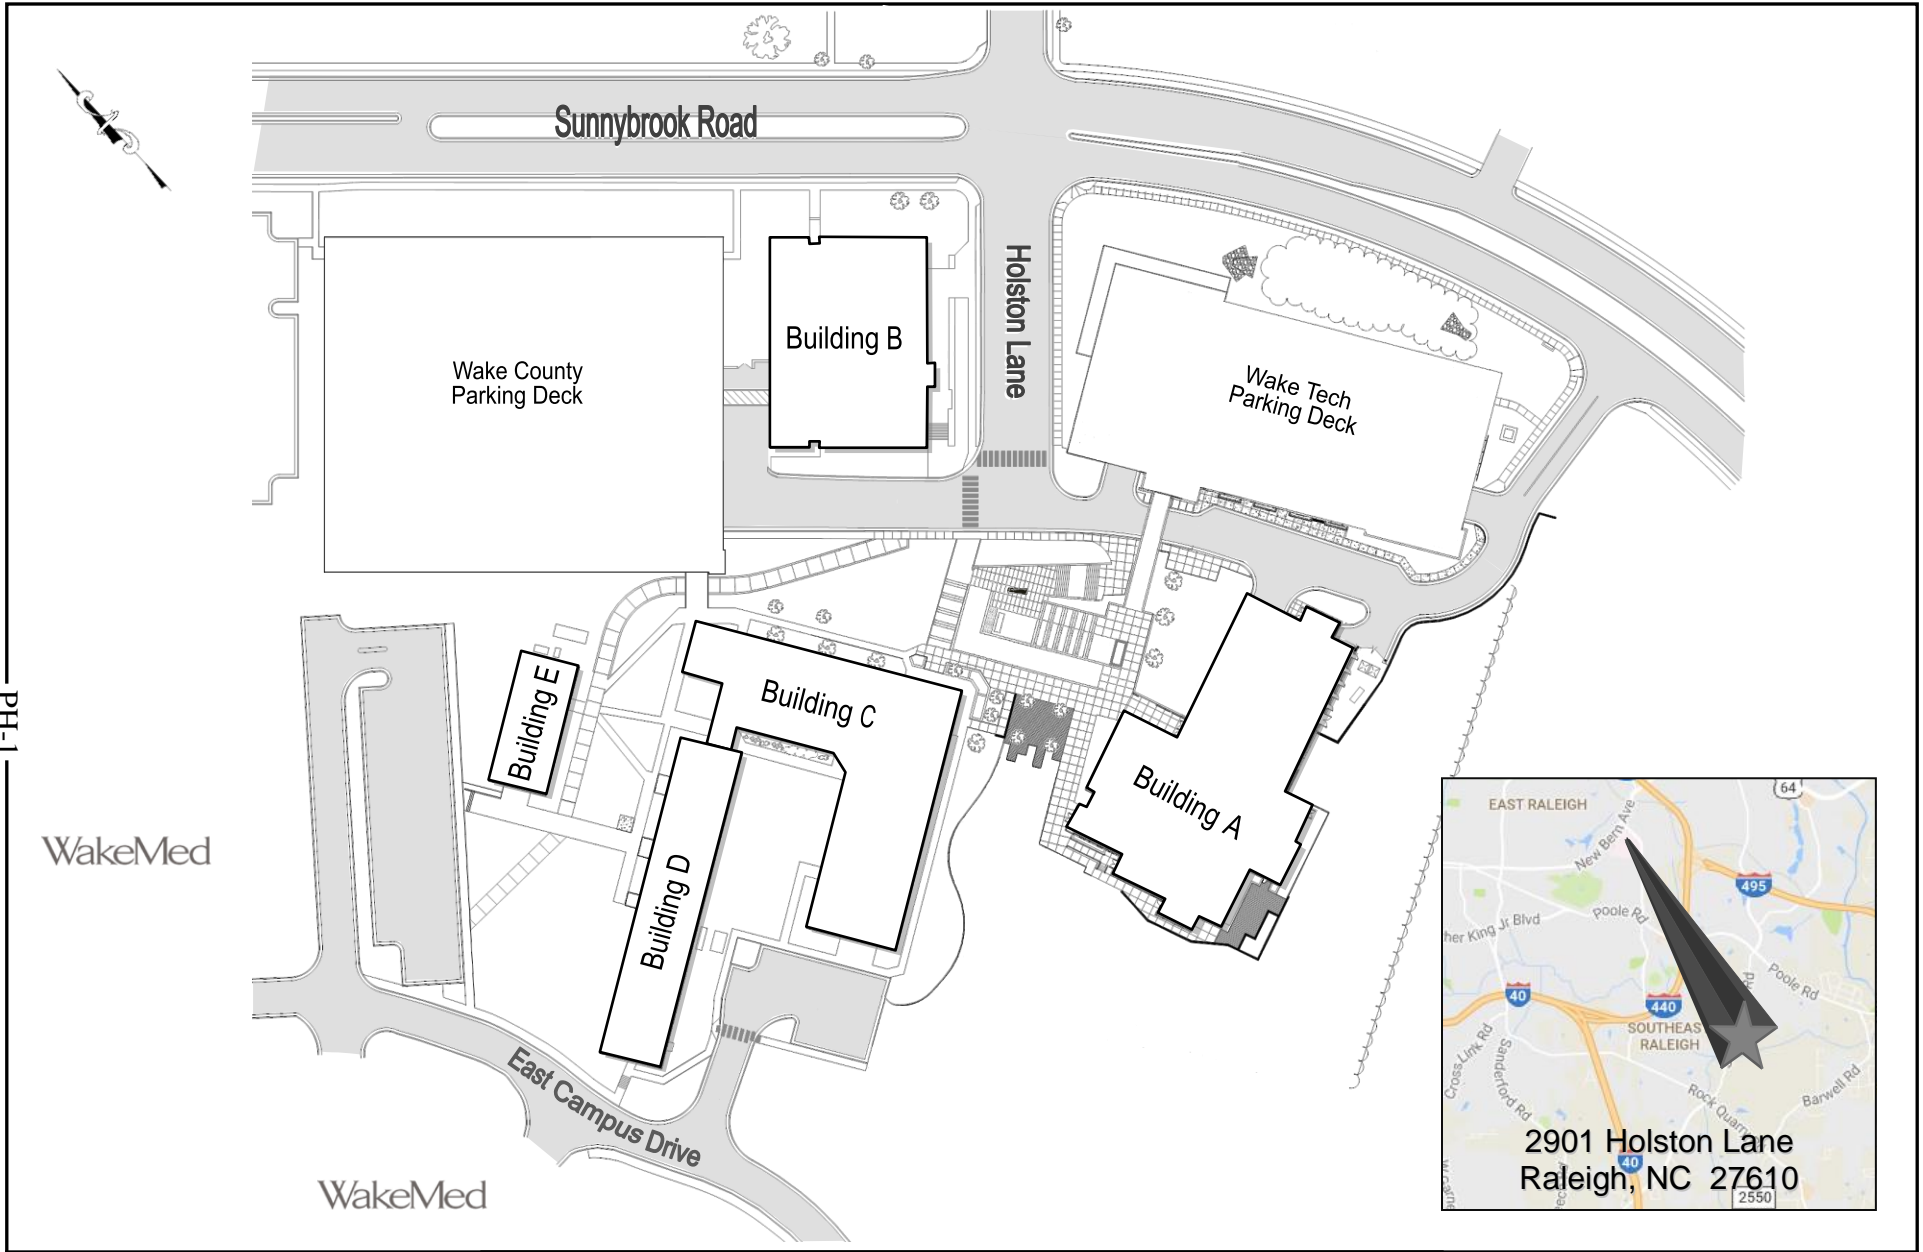 Sunnybrook Road
Holston Lane
Building B
Wake County
Parking Deck
Wake Tech
Parking Deck
Building E
Building C
Building D
Building A
East Campus Drive
PH-1
WakeMed
WakeMed
64
EAST RALEIGH
New Bern Ave
495
Poole Rd
her King Jr Blvd
Poole Rd
40
440
SOUTHEAS
RALEIGH
Cross Link Rd
Sanderford Rd
Rock Quarry
Barwell Rd
2901 Holston Lane
40
Raleigh, NC 27610
2550